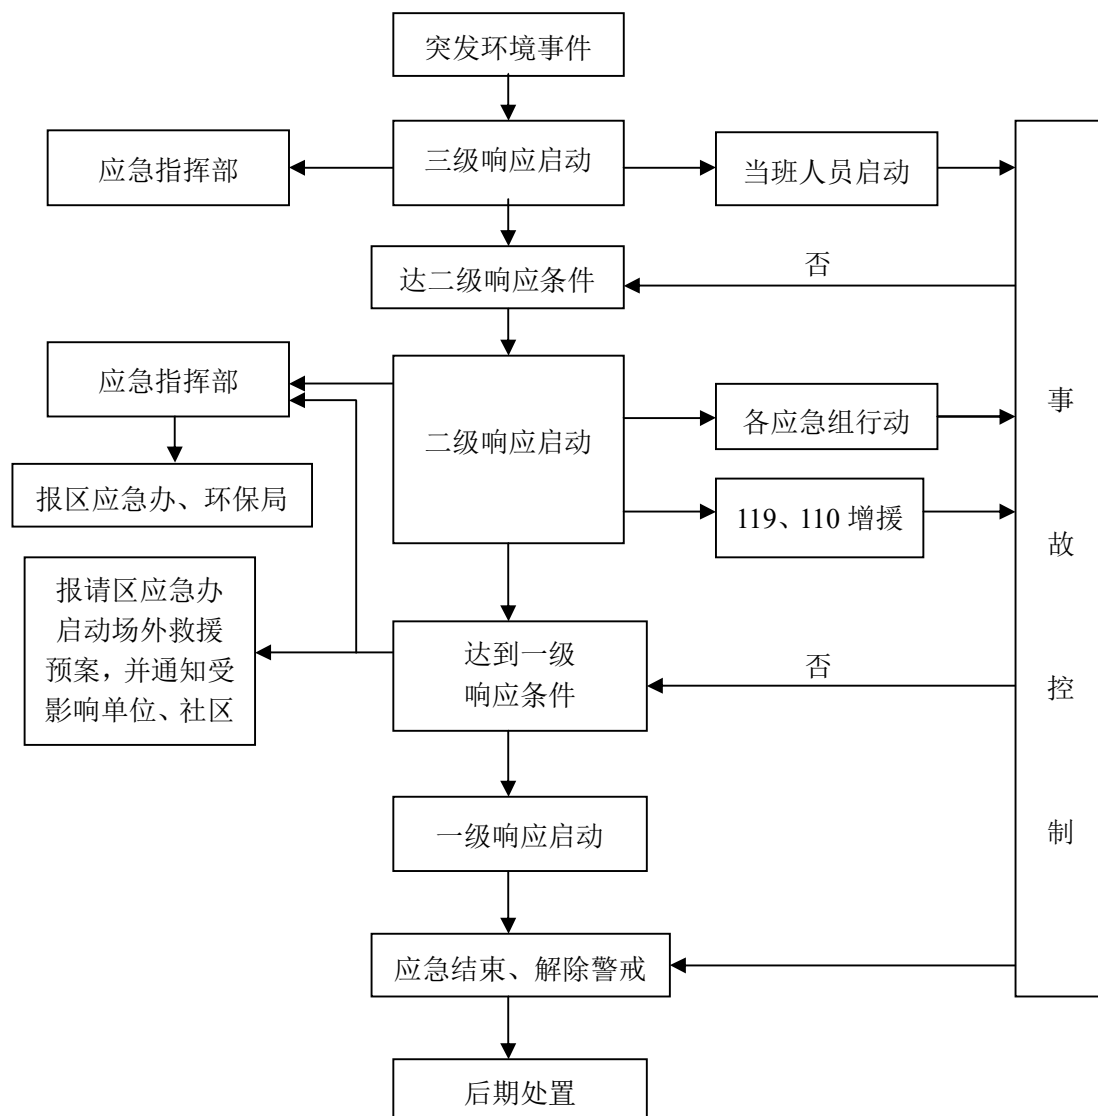 突发环境事件
应急指挥部
三级响应启动
当班人员启动
达二级响应条件
否
应急指挥部
二级响应启动
各应急组行动
报区应急办、环保局
119、110 增援
报请区应急办
启动场外救援
预案，并通知受
影响单位、社区
达到一级
响应条件
否
一级响应启动
应急结束、解除警戒
后期处置
事
故
控
制